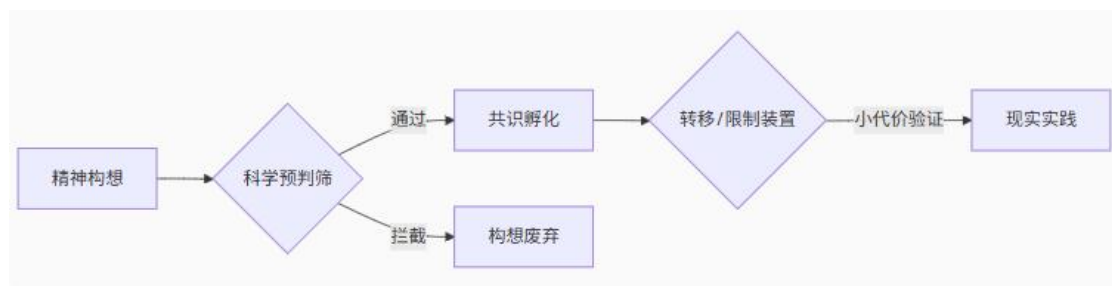 精神构想
科学预判筛
通过
拦截
共识孵化
构想废弃
转移/限制装置
小代价验证
现实实践